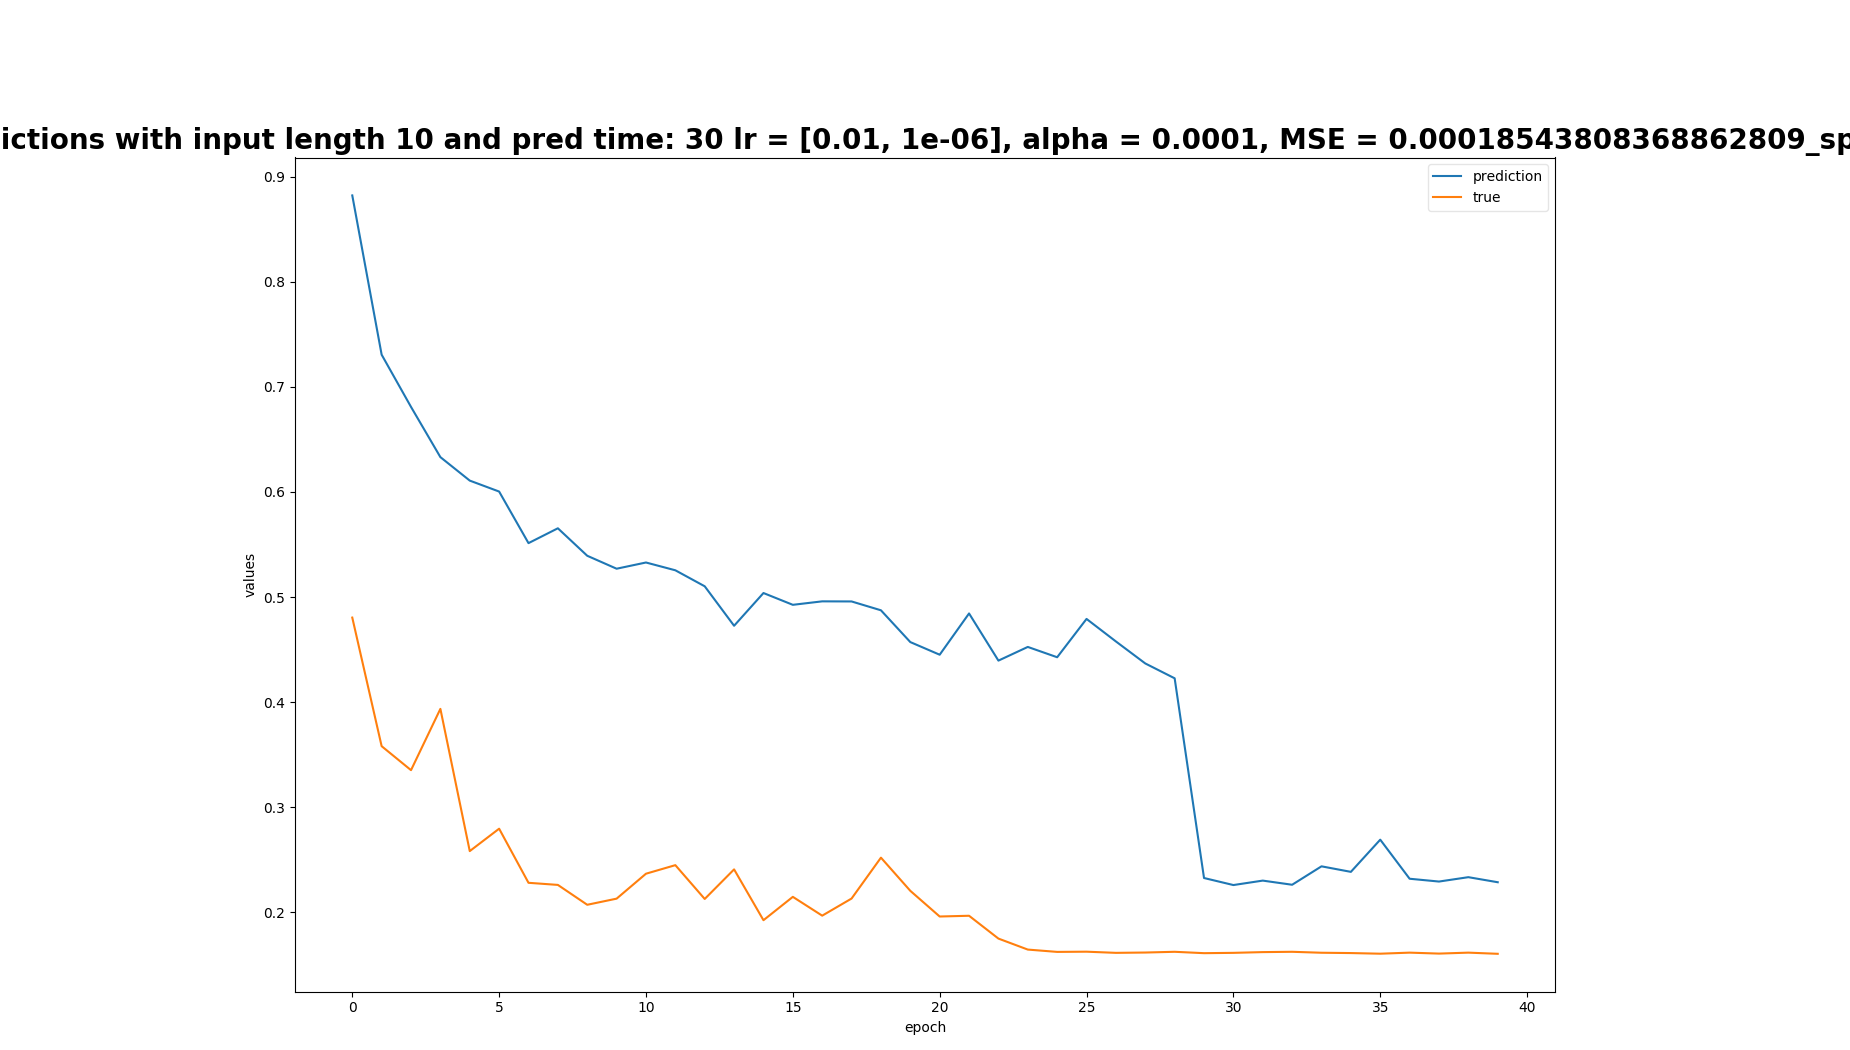 ictions with input length 10 and pred time: 30 lr = [0.01, 1e-06], alpha = 0.0001, MSE = 0.00018543808368862809_sp
prediction
true
0.9
0.8
0.7
0.6
0.5
0.4
0.3
0.2
values
0 5 10 15 20 25 30 35 40
epoch